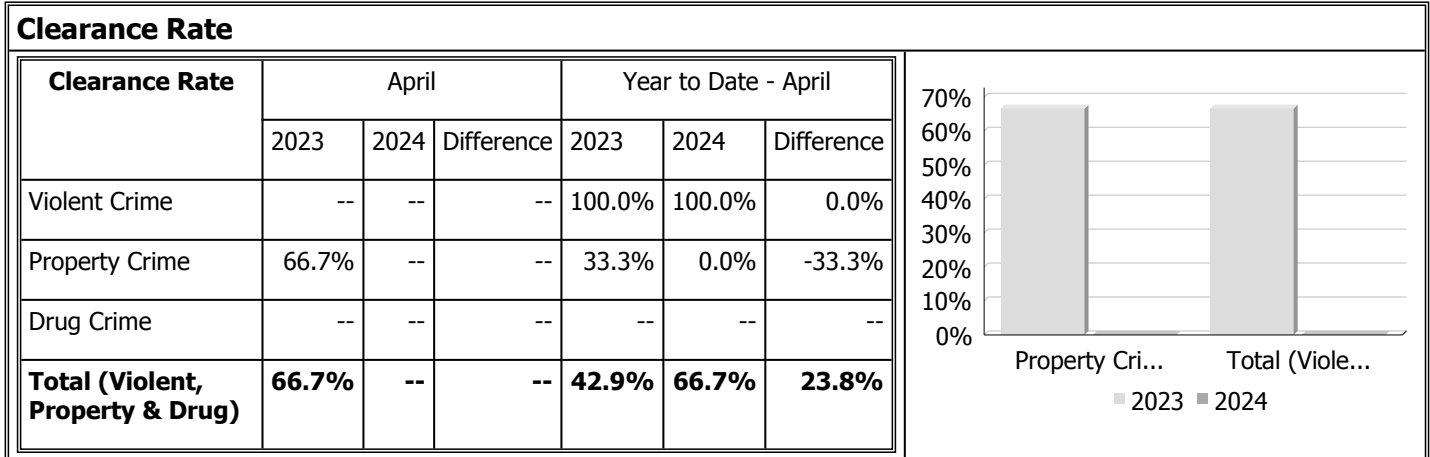 Clearance Rate
Clearance Rate April Year to Date - April
2023 2024 Difference 2023 2024 Difference
Violent Crime -- -- -- 100.0% 100.0% 0.0%
Property Crime 66.7% -- -- 33.3% 0.0% -33.3%
Drug Crime -- -- -- -- -- --
Total (Violent,
Property & Drug) 66.7% -- -- 42.9% 66.7% 23.8%
70%
60%
50%
40%
30%
20%
10%
0%
Property Cri... Total (Viole...
2023 2024